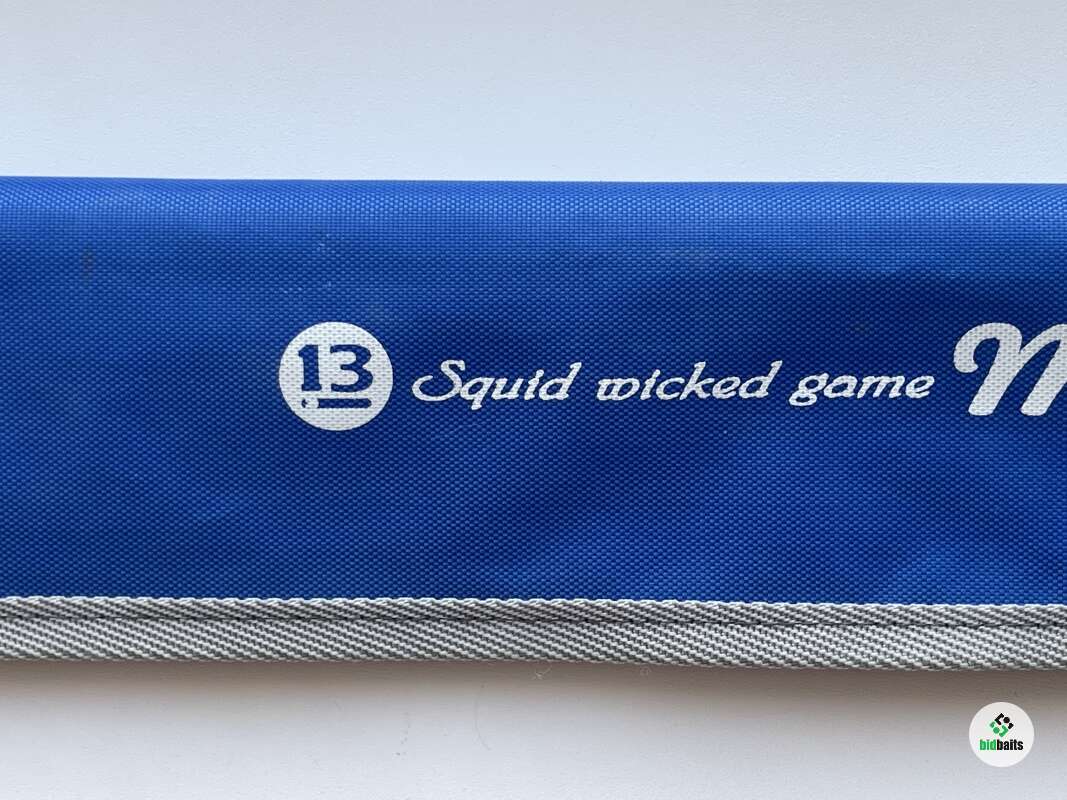 13 Squid wicked game
bidbaits